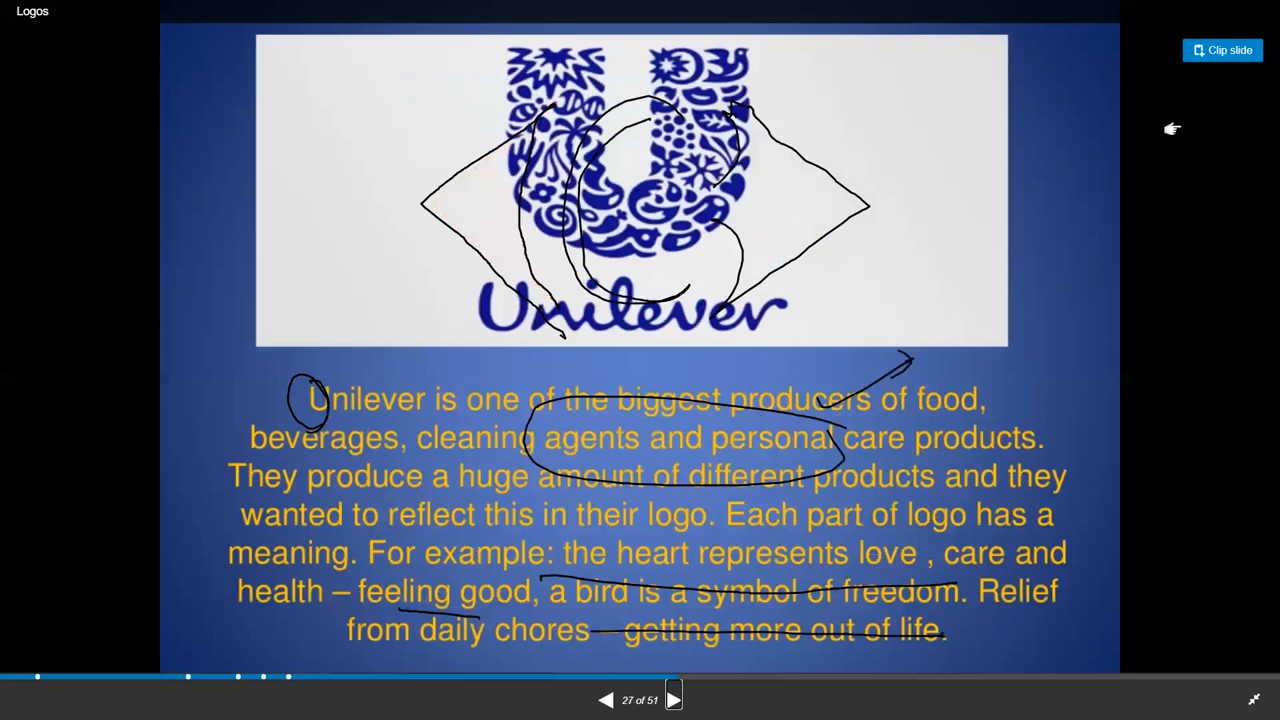 Logos
Clip slide
Unilever
Unilever is one of the biggest producers of food,
beverages, cleaning agents and personal care products.
They produce a huge amount of different products and they
wanted to reflect this in their logo. Each part of logo has a
meaning. For example: the heart represents love , care and
health – feeling good, a bird is a symbol of freedom. Relief
from daily chores – getting more out of life.
27 of 51